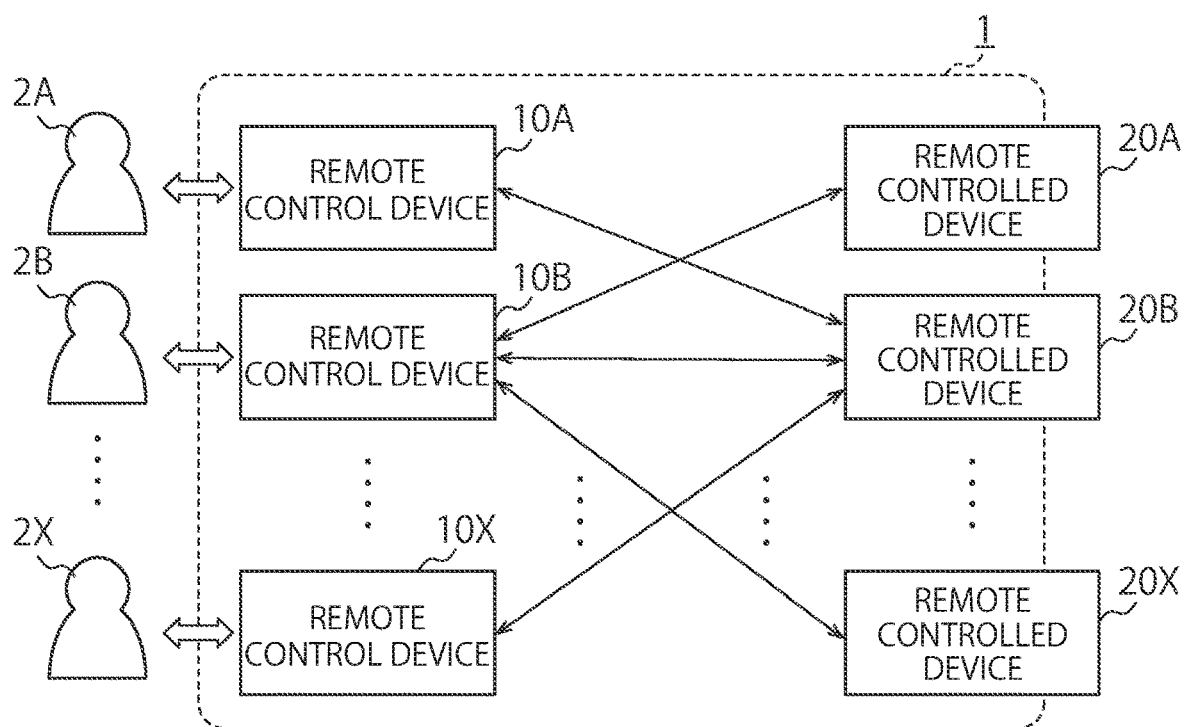 1
2A
10A
20A
REMOTE
CONTROL DEVICE
REMOTE
CONTROLLED
DEVICE
2B
10B
20B
REMOTE
CONTROL DEVICE
REMOTE
CONTROLLED
DEVICE
2X
10X
20X
REMOTE
CONTROL DEVICE
REMOTE
CONTROLLED
DEVICE